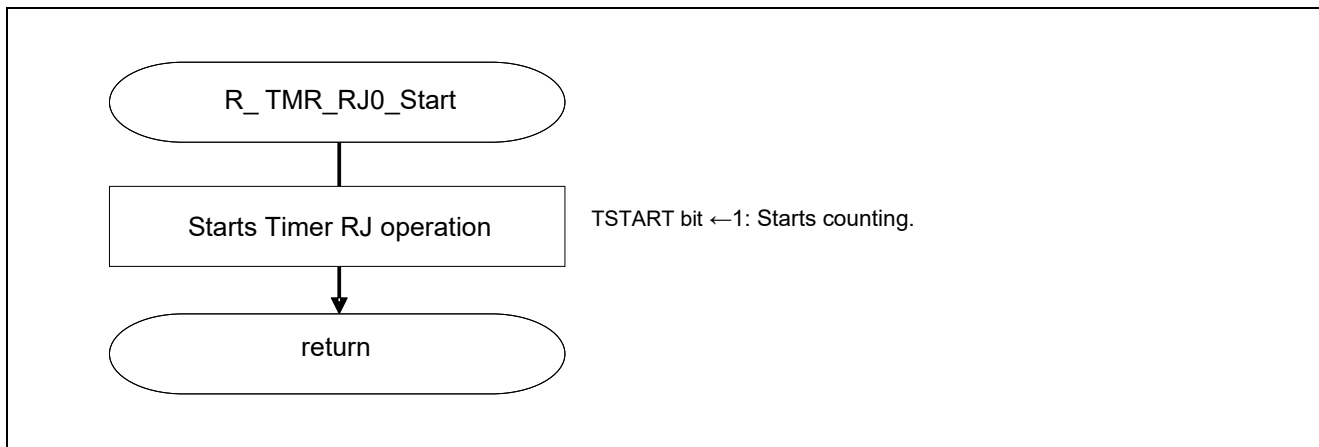 R_ TMR_RJ0_Start
Starts Timer RJ operation
TSTART bit ←1: Starts counting.
return